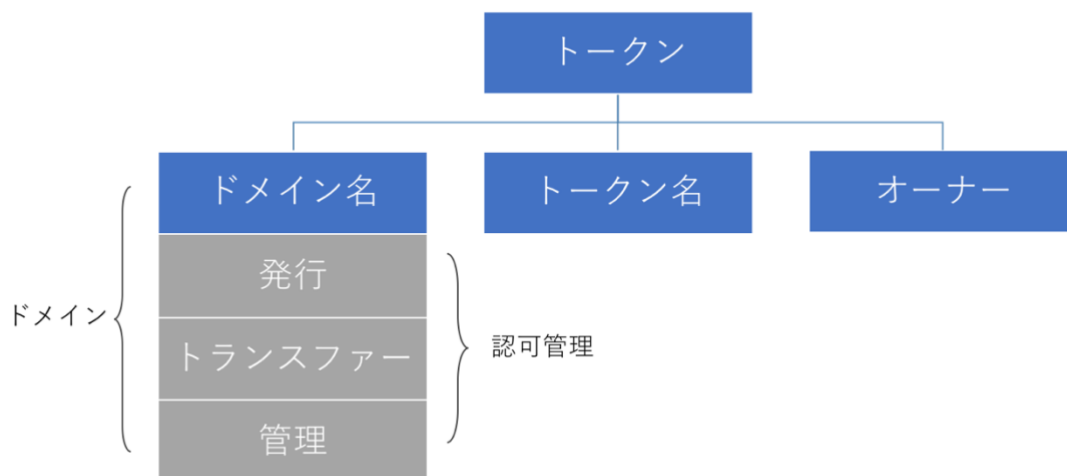 トークン
ドメイン名
トークン名
オーナー
発行
トランスファー
管理
ドメイン
認可管理